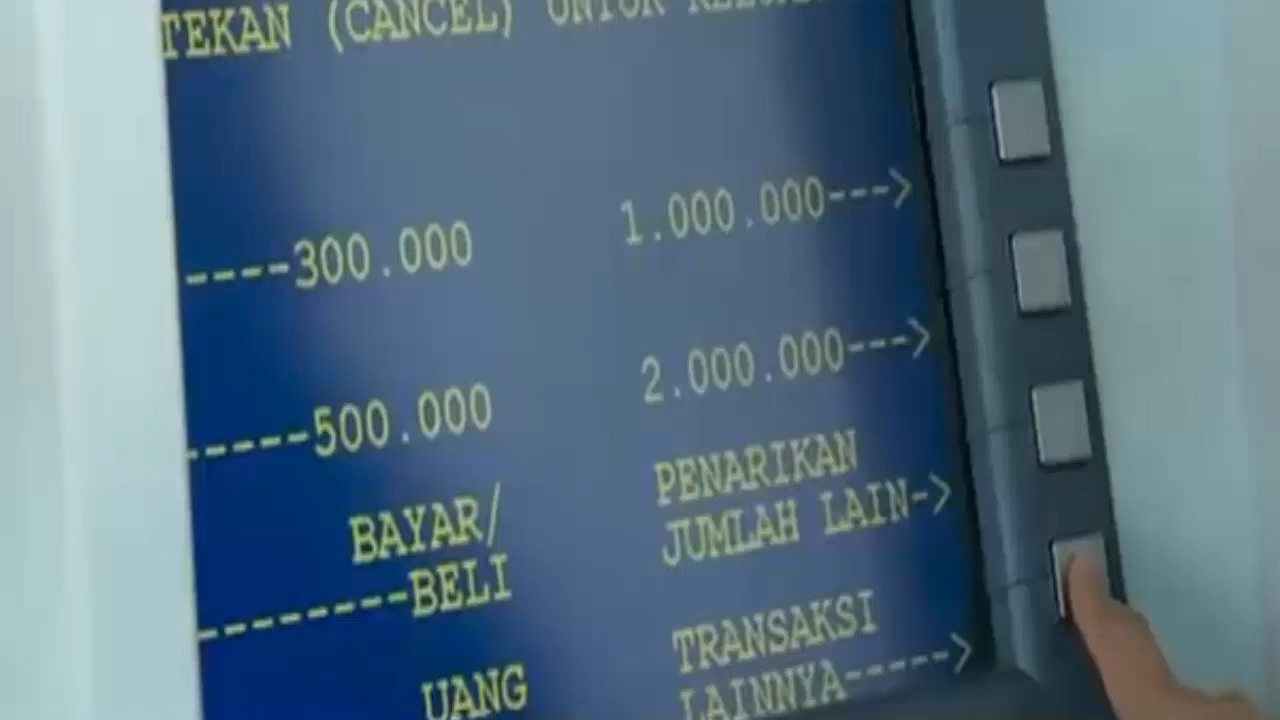 TEKAN (CANCEL) UNTUK
----300.000
1.000.000--->
-----500.000
2.000.000--->
BAYAR/
--------BELI
PENARIKAN
JUMLAH LAIN->
UANG
TRANSAKSI
LAINNYA----->